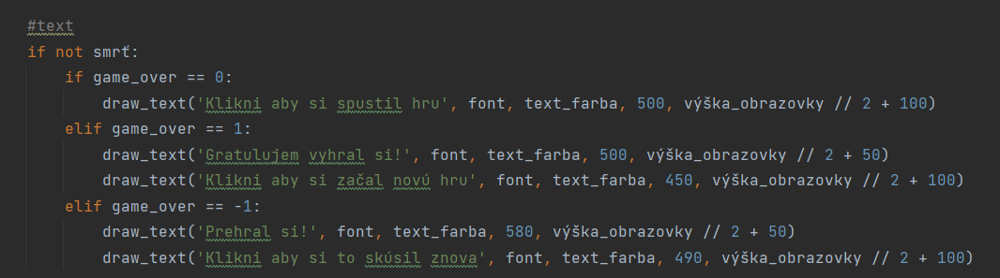 #text
if not smrť:
if game_over == 0:
draw_text('Klikni aby si spustil hru', font, text_farba, 500, výška_obrazovky // 2 + 100)
elif game_over == 1:
draw_text('Gratulujem vyhral si!', font, text_farba, 500, výška_obrazovky // 2 + 50)
draw_text('Klikni aby si začal novú hru', font, text_farba, 450, výška_obrazovky // 2 + 100)
elif game_over == -1:
draw_text('Prehral si!', font, text_farba, 580, výška_obrazovky // 2 + 50)
draw_text('Klikni aby si to skúsil znova', font, text_farba, 490, výška_obrazovky // 2 + 100)